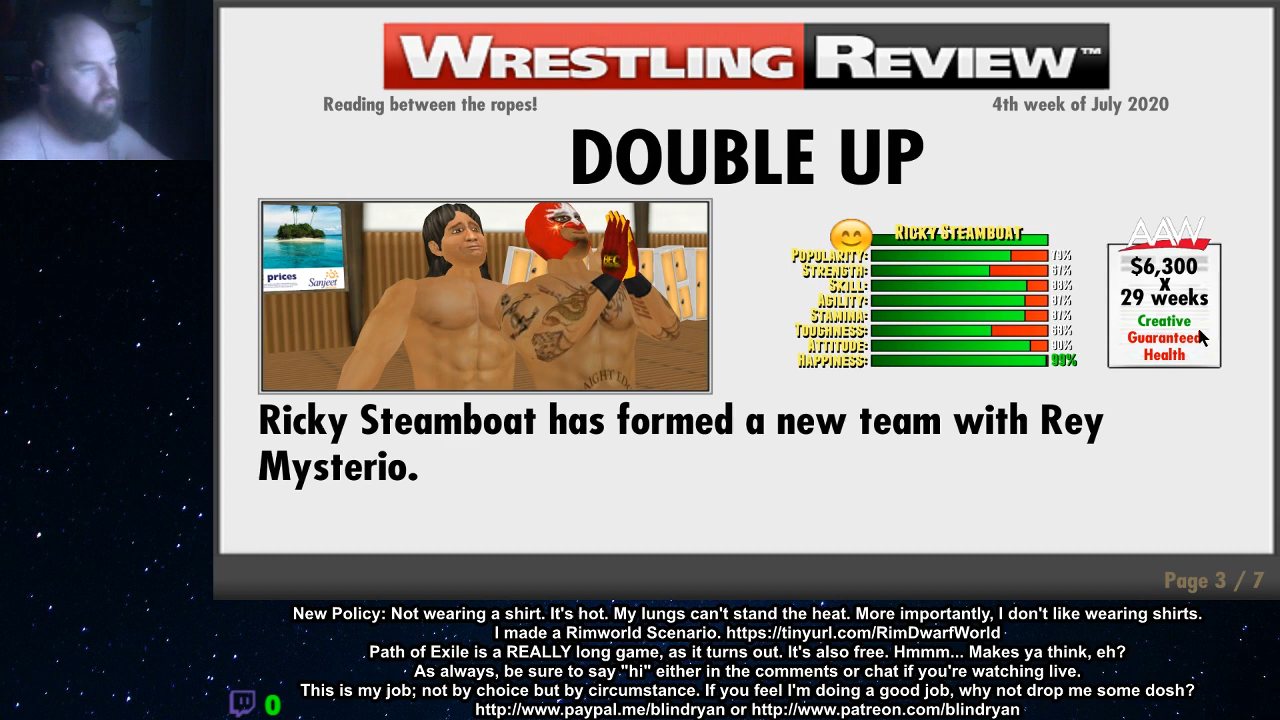 WRESTLING REVIEW™
Reading between the ropes!
4th week of July 2020
DOUBLE UP
prices
Sanjeet
RICKY STEAMBOAT
POPULARITY: 79%
STRENGTH: 67%
SKILL: 88%
AGILITY: 87%
STAMINA: 87%
TOUGHNESS: 68%
ATTITUDE: 90%
HAPPINESS: 99%
AAW
$6,300
X
29 weeks
Creative
Guaranteed
Health
Ricky Steamboat has formed a new team with Rey
Mysterio.
Page 3 / 7
New Policy: Not wearing a shirt. It's hot. My lungs can't stand the heat. More importantly, I don't like wearing shirts.
I made a Rimworld Scenario. https://tinyurl.com/RimDwarfWorld
Path of Exile is a REALLY long game, as it turns out. It's also free. Hmmm... Makes ya think, eh?
As always, be sure to say "hi" either in the comments or chat if you're watching live.
This is my job; not by choice but by circumstance. If you feel I'm doing a good job, why not drop me some dosh?
0
http://www.paypal.me/blindryan or http://www.patreon.com/blindryan